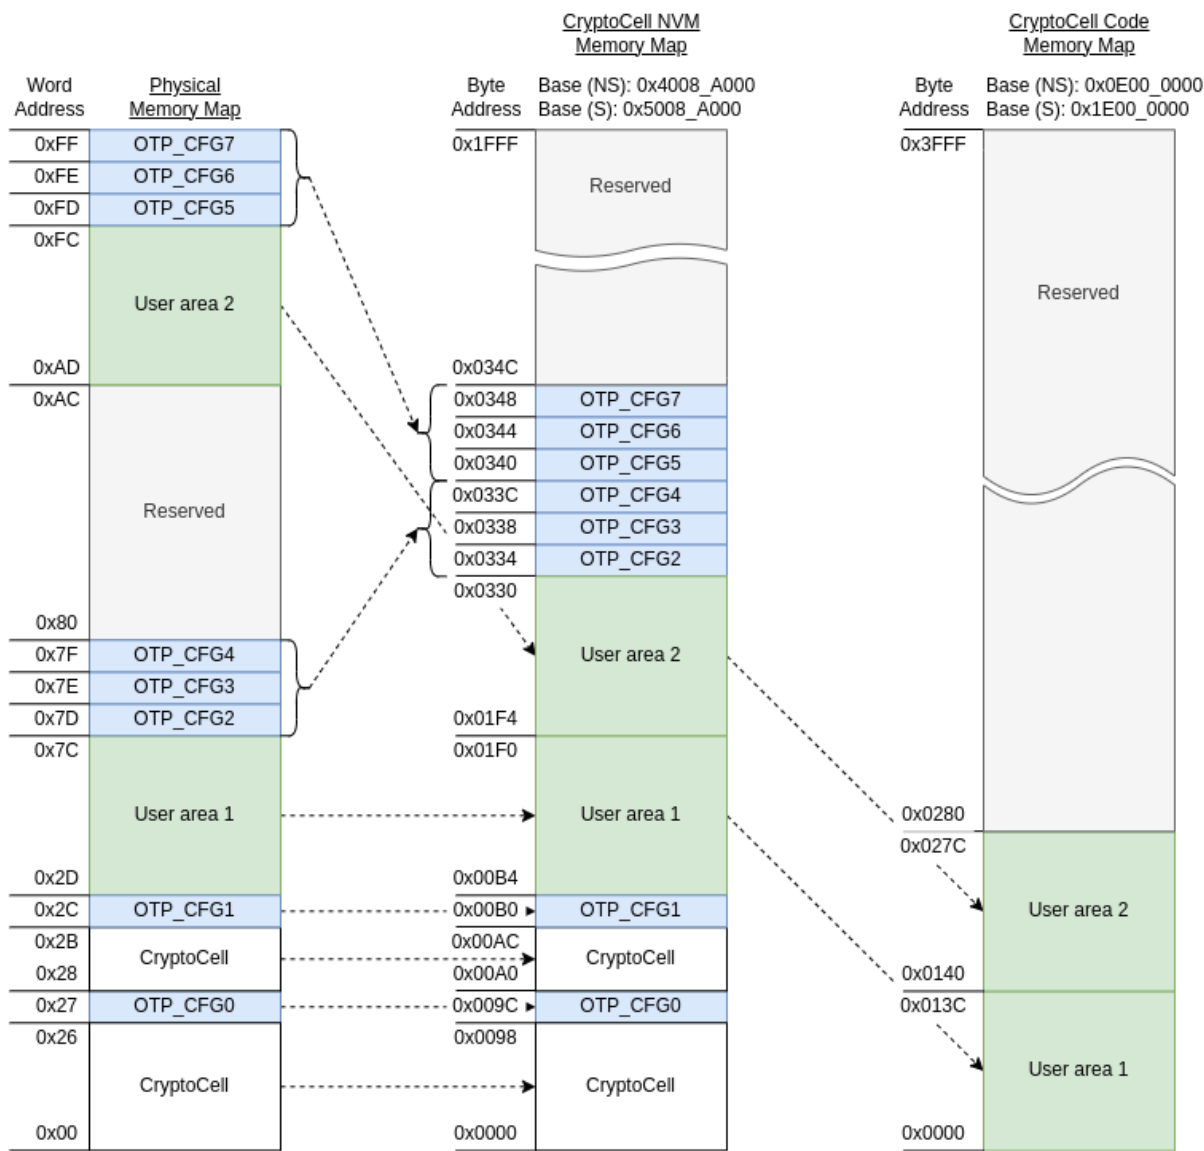 CryptoCell NVM
Memory Map
CryptoCell Code
Memory Map
Word
Address
Physical
Memory Map
Byte
Address
Base (NS): 0x4008_A000
Base (S): 0x5008_A000
Byte
Address
Base (NS): 0x0E00_0000
Base (S): 0x1E00_0000
0xFF
OTP_CFG7
0xFE
OTP_CFG6
0xFD
OTP_CFG5
0xFC
User area 2
0xAD
0xAC
Reserved
0x80
0x7F
OTP_CFG4
0x7E
OTP_CFG3
0x7D
OTP_CFG2
0x7C
User area 1
0x2D
0x2C
OTP_CFG1
0x2B
CryptoCell
0x28
0x27
OTP_CFG0
0x26
CryptoCell
0x00
0x1FFF
Reserved
0x034C
0x0348
OTP_CFG7
0x0344
OTP_CFG6
0x0340
OTP_CFG5
0x033C
OTP_CFG4
0x0338
OTP_CFG3
0x0334
OTP_CFG2
0x0330
User area 2
0x01F4
0x01F0
User area 1
0x00B4
0x00B0
OTP_CFG1
0x00AC
CryptoCell
0x00A0
0x009C
OTP_CFG0
0x0098
CryptoCell
0x0000
0x3FFF
Reserved
0x0280
0x027C
User area 2
0x0140
0x013C
User area 1
0x0000